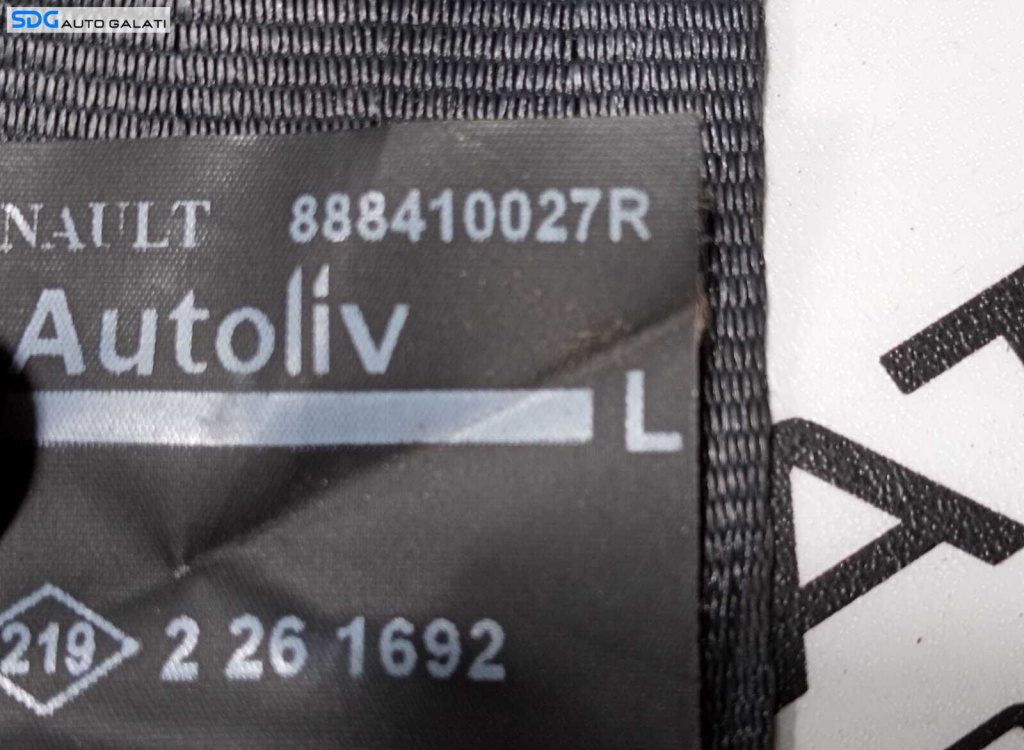 SDG AUTO GALATI
NAULT 888410027R
Autoliv
L
219 2 26 1692